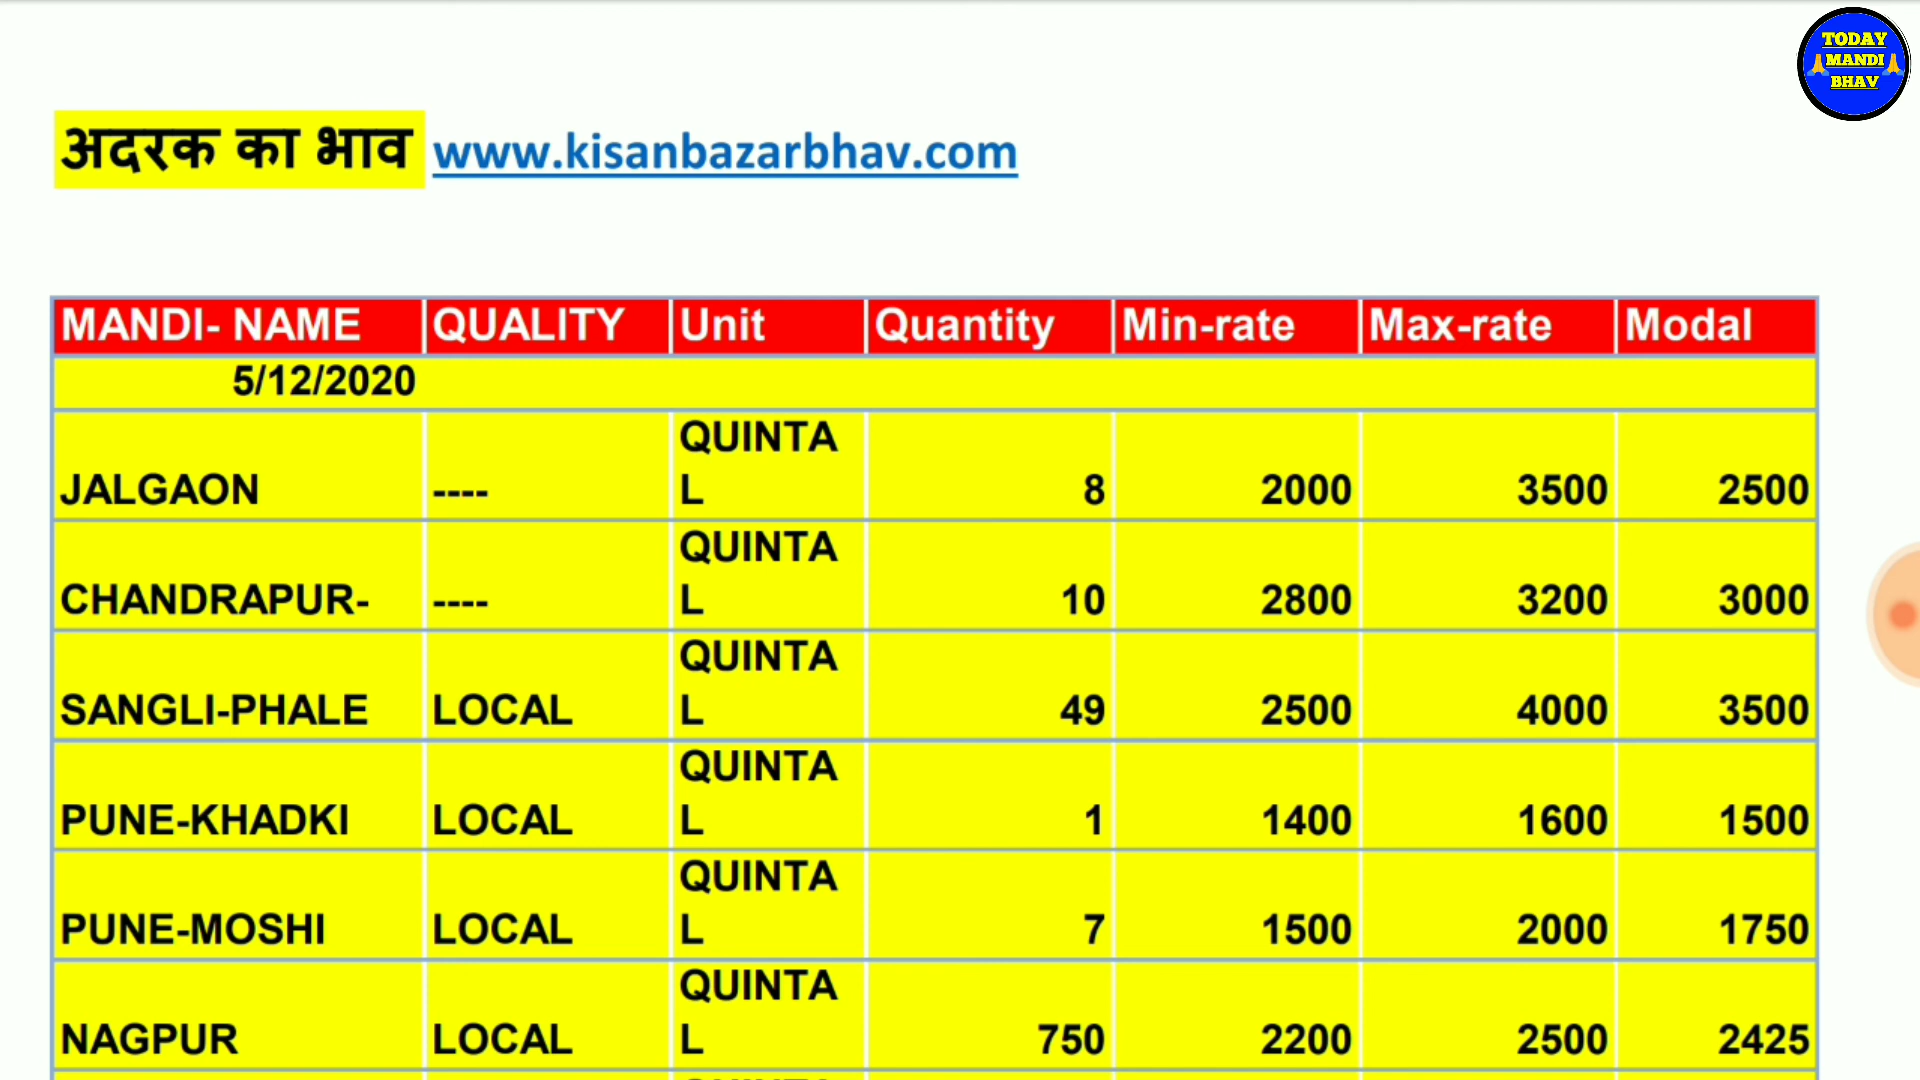 TODAY
MANDI
BHAV
अदरक का भाव www.kisanbazarbhav.com
MANDI- NAME QUALITY Unit Quantity Min-rate Max-rate Modal
5/12/2020
QUINTA
JALGAON ---- L 8 2000 3500 2500
QUINTA
CHANDRAPUR- ---- L 10 2800 3200 3000
QUINTA
SANGLI-PHALE LOCAL L 49 2500 4000 3500
QUINTA
PUNE-KHADKI LOCAL L 1 1400 1600 1500
QUINTA
PUNE-MOSHI LOCAL L 7 1500 2000 1750
QUINTA
NAGPUR LOCAL L 750 2200 2500 2425